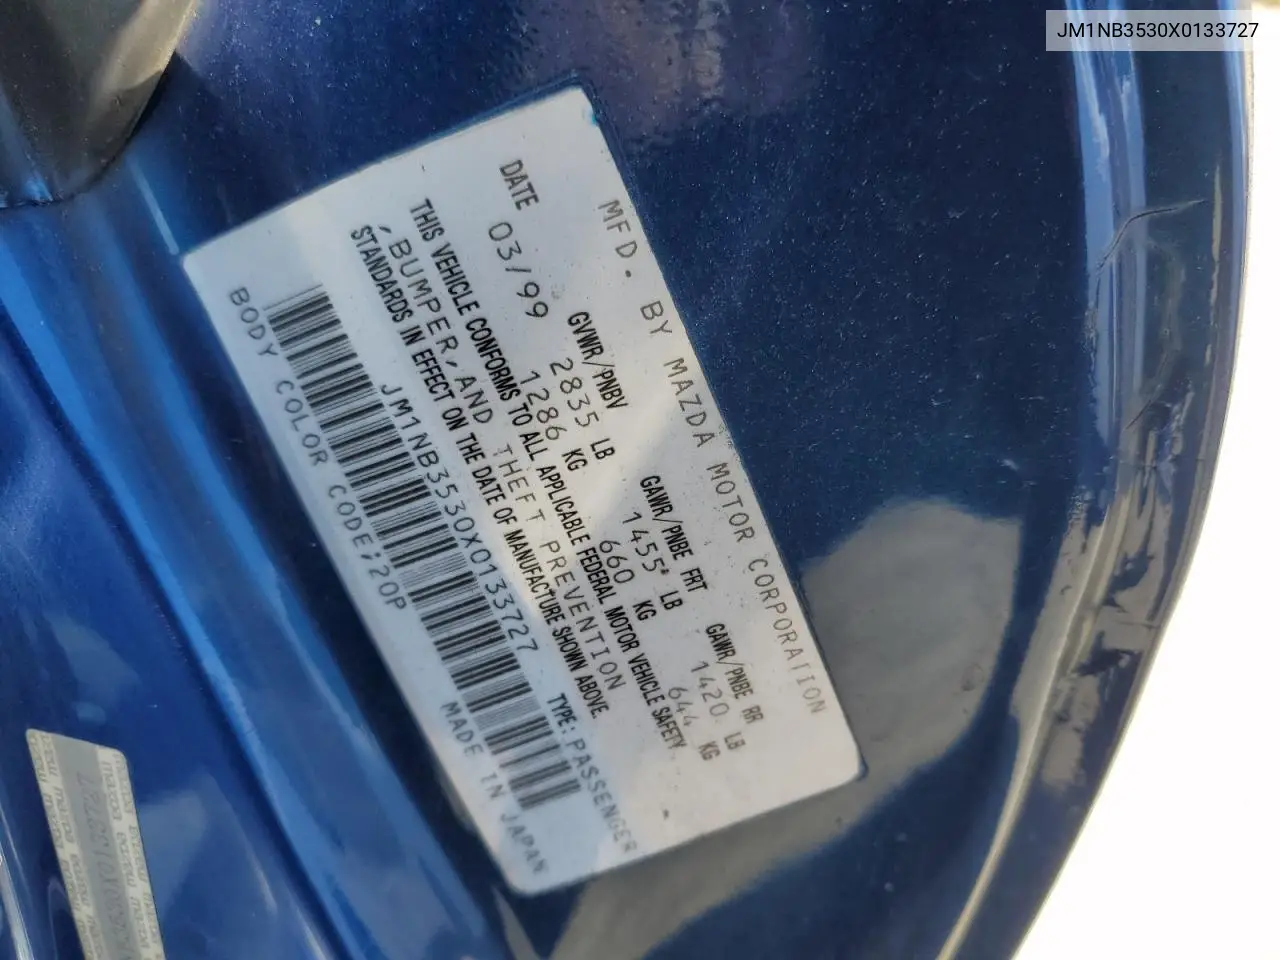 JM1NB3530X0133727
MFD. BY MAZDA MOTOR CORPORATION
DATE GVWR/PNBV GAWR/PNBE FRT GAWR/PNBE RR
03/99 2835 LB 1455 LB 1420 LB
1286 KG 660 KG 644 KG
THIS VEHICLE CONFORMS TO ALL APPLICABLE FEDERAL MOTOR VEHICLE SAFETY
, BUMPER, AND THEFT PREVENTION
STANDARDS IN EFFECT ON THE DATE OF MANUFACTURE SHOWN ABOVE.
JM1NB3530X0133727 TYPE: PASSENGER
BODY COLOR CODE;20P MADE IN JAPAN